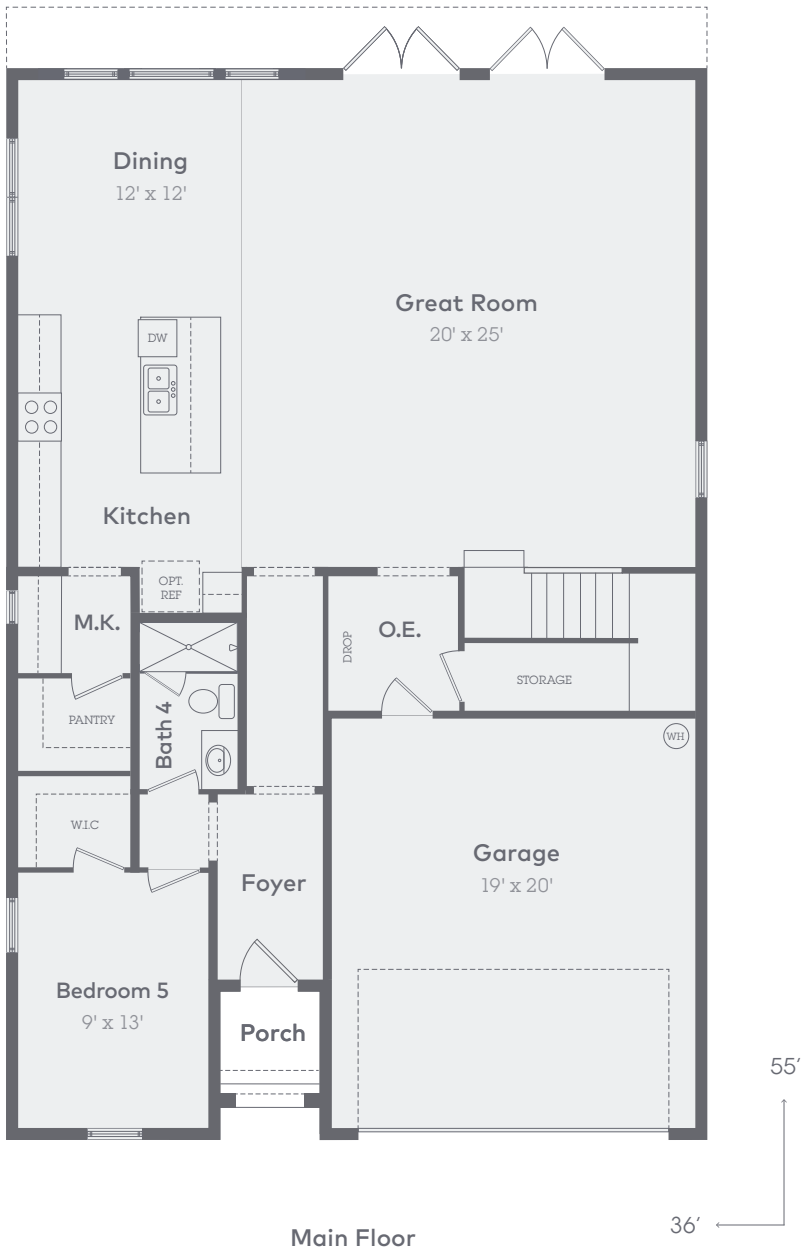 Dining
12' x 12'
Great Room
20' x 25'
DW
Kitchen
OPT.
REF
M.K.
O.E.
DROP
STORAGE
PANTRY
Bath 4
WH
W.I.C
Garage
19' x 20'
Foyer
Bedroom 5
9' x 13'
Porch
55'
36'
Main Floor